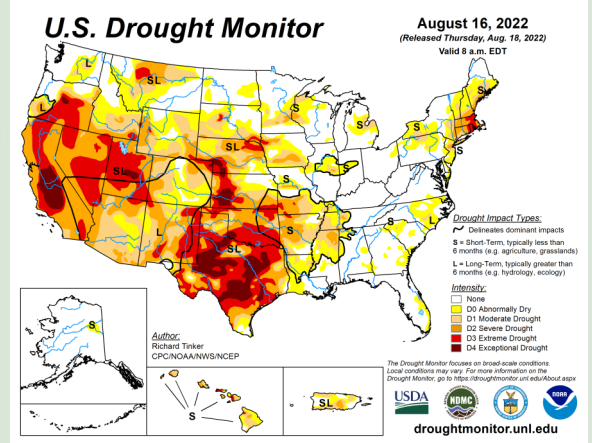 U.S. Drought Monitor
August 16, 2022
(Released Thursday, Aug. 18, 2022)
Valid 8 a.m. EDT
L
SL
S
S
L
S
S
S
SL
S
S
SL
S
L
L
S
SL
Drought Impact Types:
Delineates dominant impacts
S = Short-Term, typically less than
6 months (e.g. agriculture, grasslands)
L = Long-Term, typically greater than
6 months (e.g. hydrology, ecology)
Intensity:
None
D0 Abnormally Dry
D1 Moderate Drought
D2 Severe Drought
D3 Extreme Drought
D4 Exceptional Drought
S
Author:
Richard Tinker
CPC/NOAA/NWS/NCEP
S
SL
The Drought Monitor focuses on broad-scale conditions.
Local conditions may vary. For more information on the
Drought Monitor, go to https://droughtmonitor.unl.edu/About.aspx
USDA
NDMC
NOAA
droughtmonitor.unl.edu